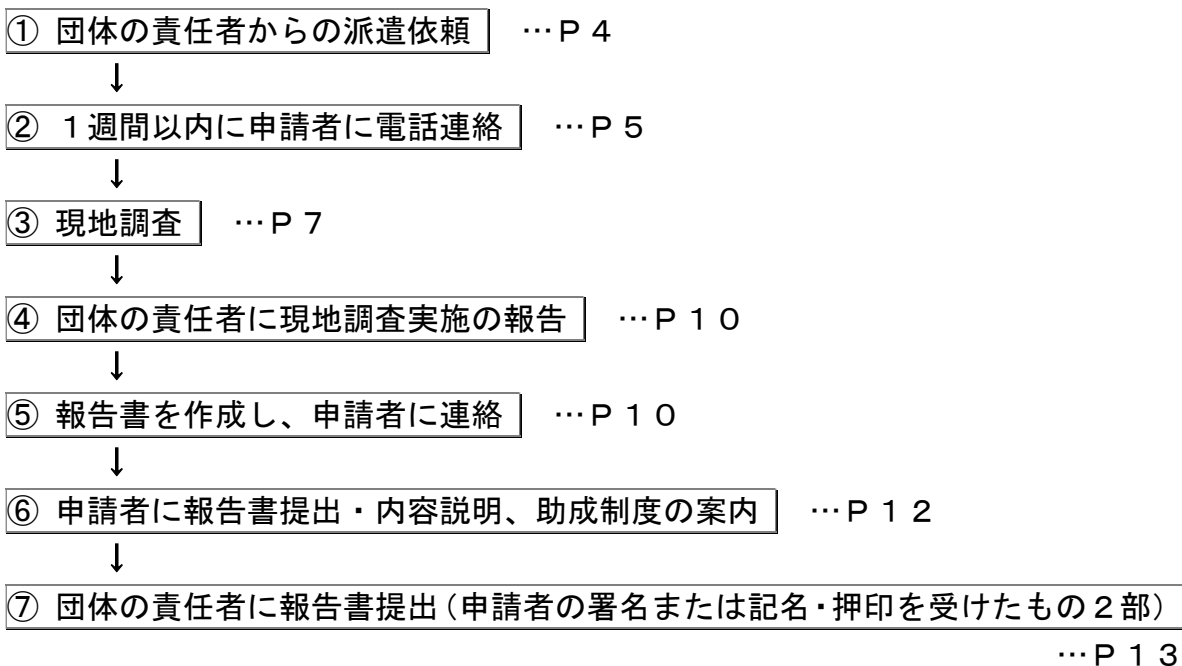 ① 団体の責任者からの派遣依頼 …Ｐ４
↓
② １週間以内に申請者に電話連絡 …Ｐ５
↓
③ 現地調査 …Ｐ７
↓
④ 団体の責任者に現地調査実施の報告 …Ｐ１０
↓
⑤ 報告書を作成し、申請者に連絡 …Ｐ１０
↓
⑥ 申請者に報告書提出・内容説明、助成制度の案内 …Ｐ１２
↓
⑦ 団体の責任者に報告書提出（申請者の署名または記名・押印を受けたもの２部）
…Ｐ１３